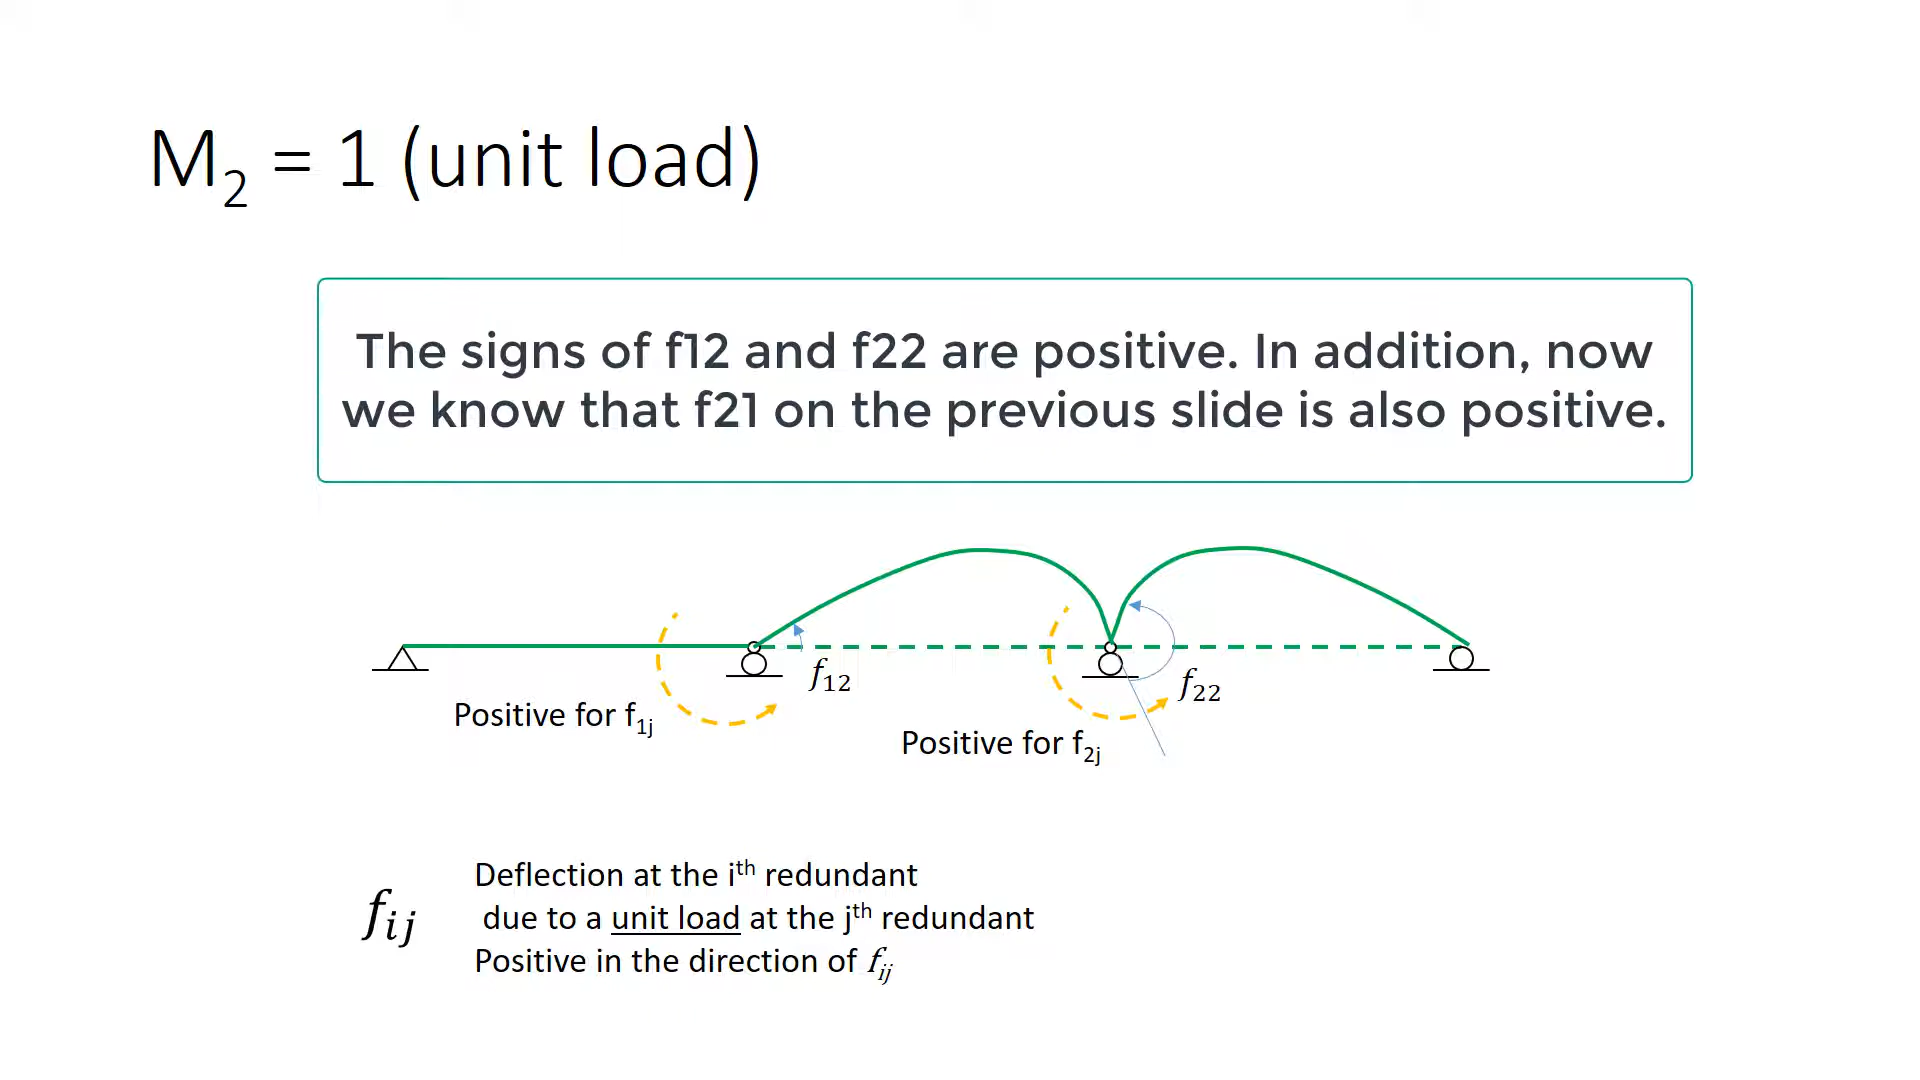 M₂ = 1 (unit load)
The signs of f12 and f22 are positive. In addition, now
we know that f21 on the previous slide is also positive.
f₁₂
f₂₂
Positive for f₁ⱼ
Positive for f₂ⱼ
fᵢⱼ
Deflection at the iᵗʰ redundant
due to a unit load at the jᵗʰ redundant
Positive in the direction of fᵢⱼ